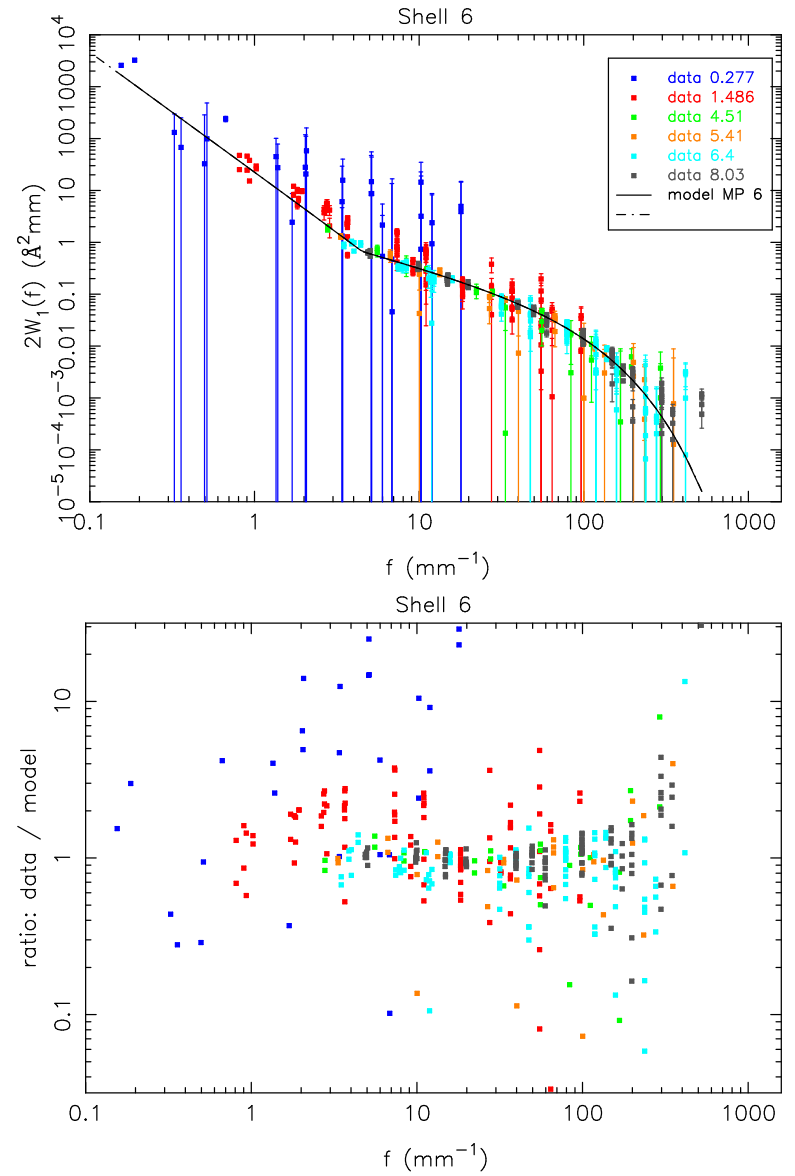 Shell 6
10⁴
1000
100
10
1
0.1
0.01
10⁻³
10⁻⁴
10⁻⁵
2W₁(f) (Å²mm)
data 0.277
data 1.486
data 4.51
data 5.41
data 6.4
data 8.03
model MP 6
0.1 1 10 100 1000
f (mm⁻¹)
Shell 6
10
1
0.1
ratio: data / model
0.1 1 10 100 1000
f (mm⁻¹)